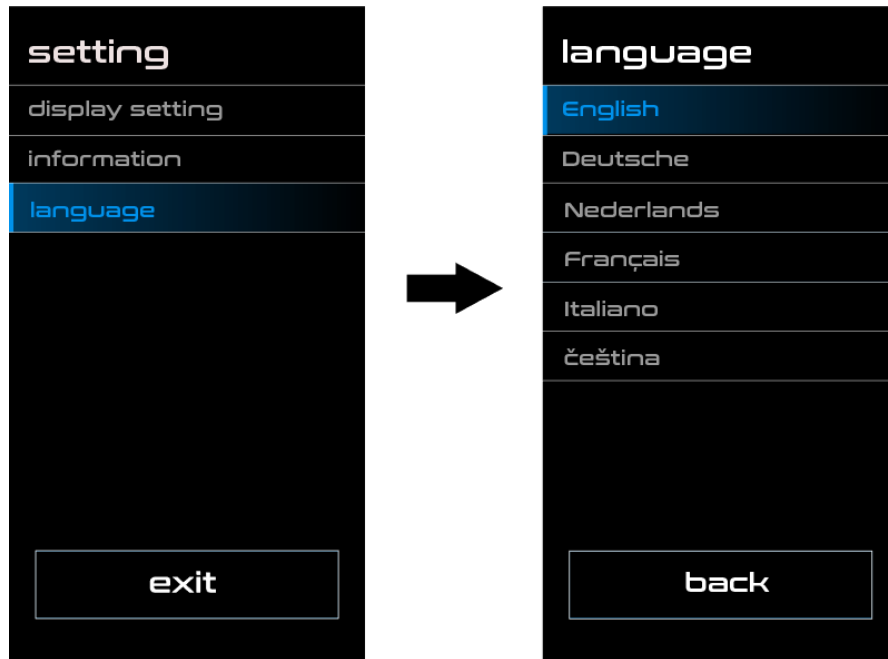 setting
display setting
information
language
exit
language
English
Deutsche
Nederlands
Français
Italiano
čeština
back